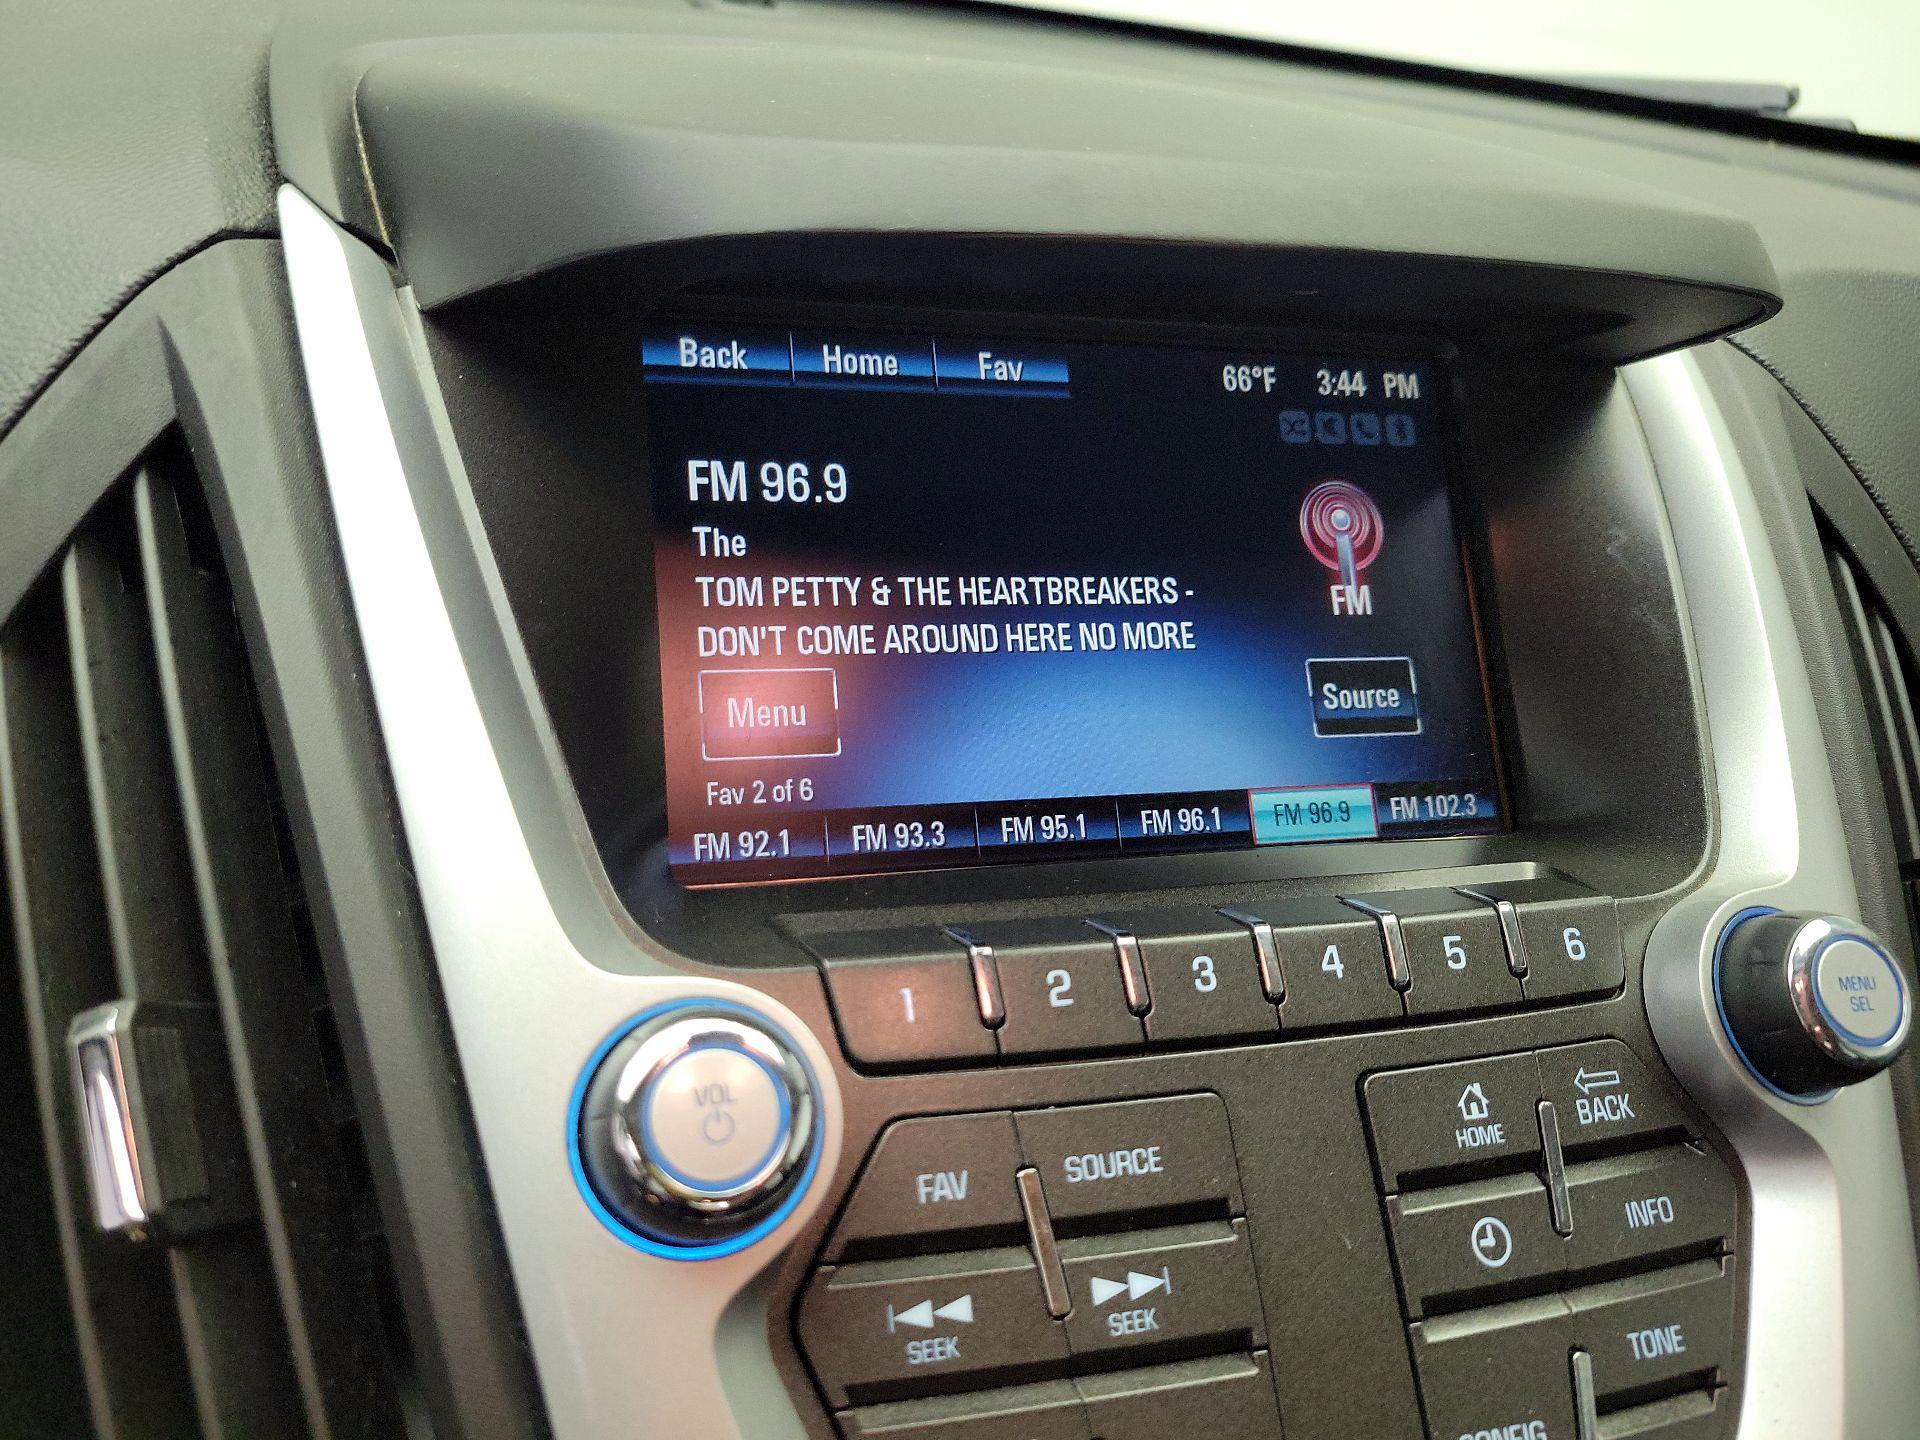 Back Home Fav 66°F 3:44 PM
FM 96.9
The
TOM PETTY & THE HEARTBREAKERS -
DON'T COME AROUND HERE NO MORE
FM
Menu
Source
Fav 2 of 6
FM 92.1 FM 93.3 FM 95.1 FM 96.1 FM 96.9 FM 102.3
1 2 3 4 5 6
MENU
SEL
VOL
FAV SOURCE
SEEK SEEK
HOME BACK
INFO
TONE
CONFIG